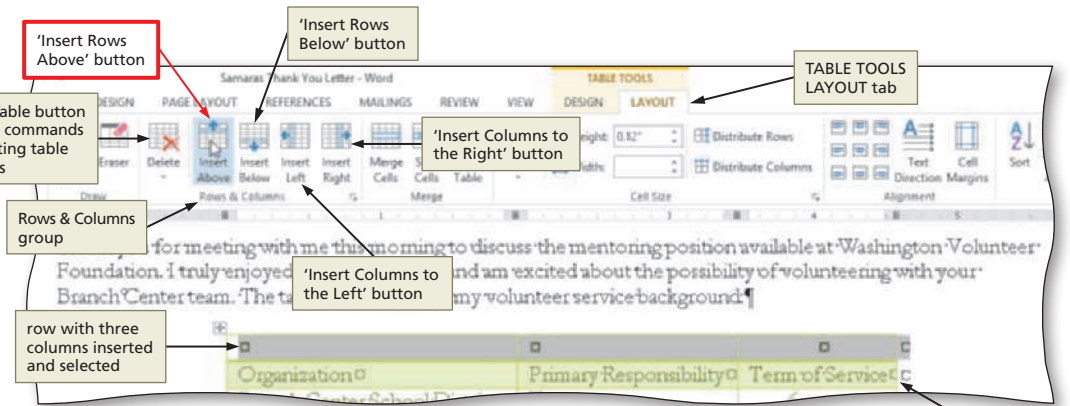 'Insert Rows
Above' button
'Insert Rows
Below' button
TABLE TOOLS
LAYOUT tab
able button
commands
ting table
s
'Insert Columns to
the Right' button
Rows & Columns
group
'Insert Columns to
the Left' button
row with three
columns inserted
and selected
Samaras Thank You Letter - Word
TABLE TOOLS
DESIGN PAGE LAYOUT REFERENCES MAILINGS REVIEW VIEW DESIGN LAYOUT
Eraser Delete Insert Above Insert Below Insert Left Insert Right Merge Cells Cells Table
0.12"
Distribute Rows
Distribute Columns
Text Direction Cell Margins Sort
Draw Rows & Columns Merge Cell Size Alignment
for meeting with me this morning to discuss the mentoring position available at Washington Volunteer
Foundation. I truly enjoyed and am excited about the possibility of volunteering with your
Branch Center team. The my volunteer service background.¶
Organization Primary Responsibility Term of Service